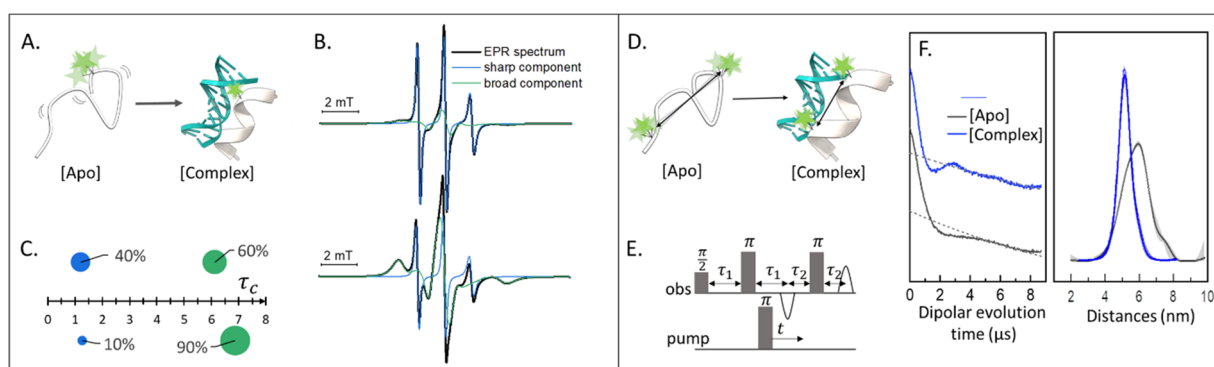 A.
[Apo]
[Complex]
B.
EPR spectrum
sharp component
broad component
2 mT
2 mT
C.
40%
60%
τc
0 1 2 3 4 5 6 7 8
10%
90%
D.
[Apo]
[Complex]
E.
π/2
π
π
τ1
τ1
τ2
τ2
obs
π
t
pump
F.
[Apo]
[Complex]
0 2 4 6 8
Dipolar evolution
time (µs)
2 4 6 8 10
Distances (nm)